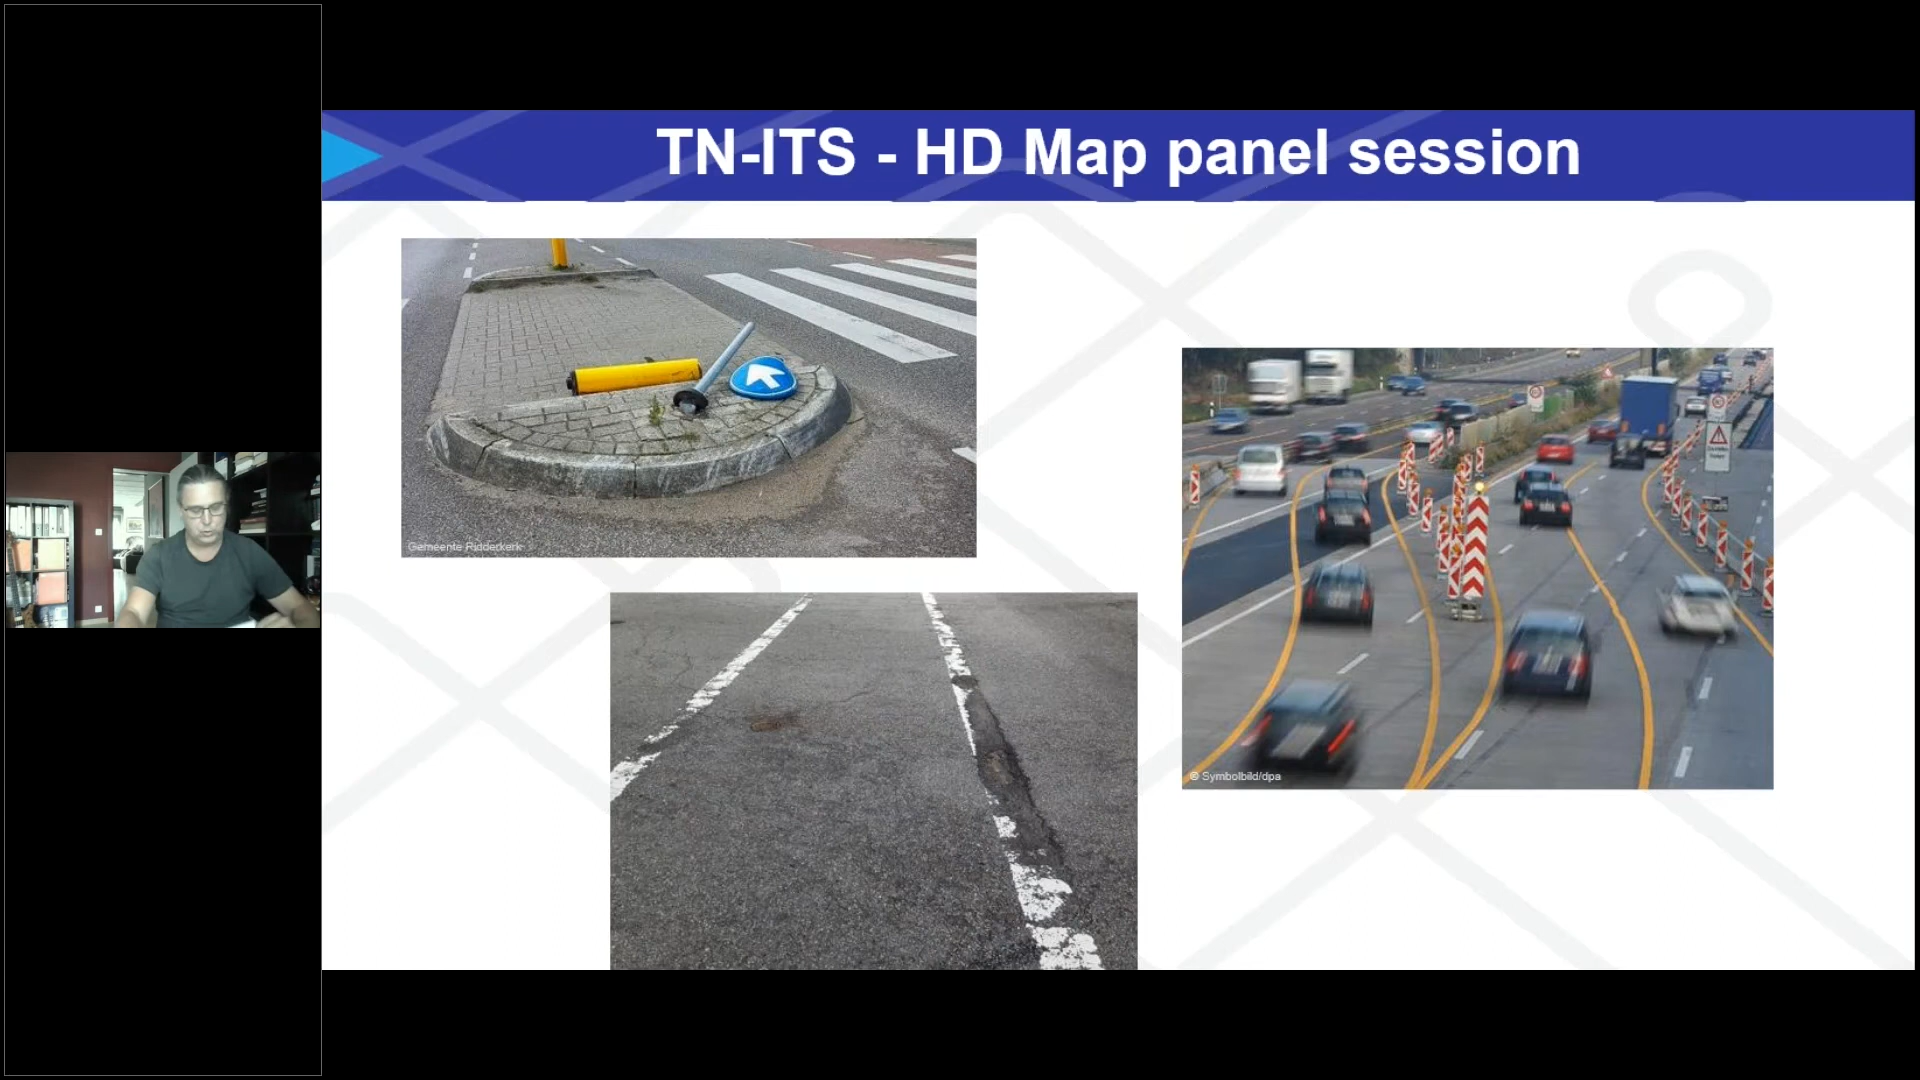 TN-ITS - HD Map panel session
Gemeente Ridderkerk
© Symbolbild/dpa